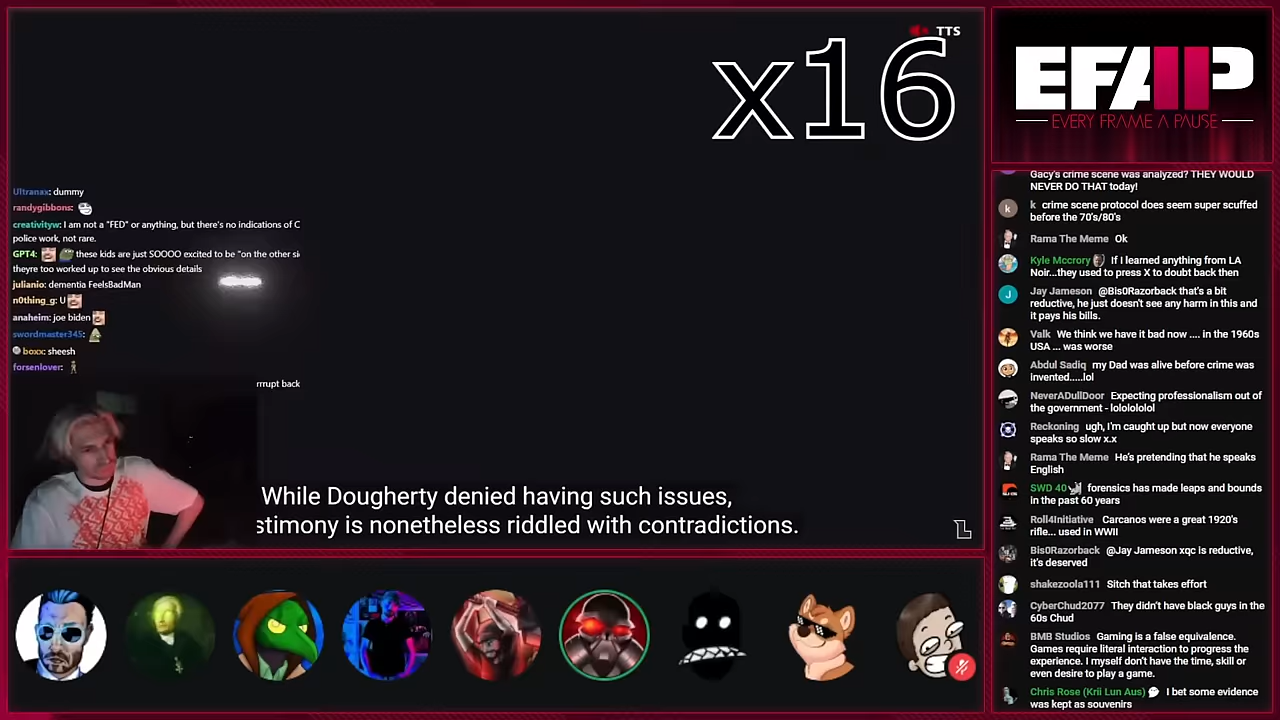 TTS
x16
Ultranax: dummy
randygibbons:
creativityw: I am not a "FED" or anything, but there's no indications of C
police work, not rare.
GPT4: these kids are just SOOOO excited to be "on the other si
theyre too worked up to see the obvious details
julianio: dementia FeelsBadMan
n0thing_g: U
anaheim: joe biden
swordmaster345:
boxx: sheesh
forsenlover:
rrrupt back
While Dougherty denied having such issues,
stimony is nonetheless riddled with contradictions.
EFAP
EVERY FRAME A PAUSE
Gacy's crime scene was analyzed? THEY WOULD
NEVER DO THAT today!
k crime scene protocol does seem super scuffed
before the 70's/80's
Rama The Meme Ok
Kyle Mccrory If I learned anything from LA
Noir...they used to press X to doubt back then
Jay Jameson @Bis0Razorback that's a bit
reductive, he just doesn't see any harm in this and
it pays his bills.
Valk We think we have it bad now .... in the 1960s
USA ... was worse
Abdul Sadiq my Dad was alive before crime was
invented.....lol
NeverADullDoor Expecting professionalism out of
the government - lolololol
Reckoning ugh, I'm caught up but now everyone
speaks so slow x.x
Rama The Meme He's pretending that he speaks
English
SWD 40 forensics has made leaps and bounds
in the past 60 years
Roll4Initiative Carcanos were a great 1920's
rifle... used in WWII
Bis0Razorback @Jay Jameson xqc is reductive,
it's deserved
shakezoola111 Sitch that takes effort
CyberChud2077 They didn't have black guys in the
60s Chud
BMB Studios Gaming is a false equivalence.
Games require literal interaction to progress the
experience. I myself don't have the time, skill or
even desire to play a game.
Chris Rose (Krii Lun Aus) I bet some evidence
was kept as souvenirs